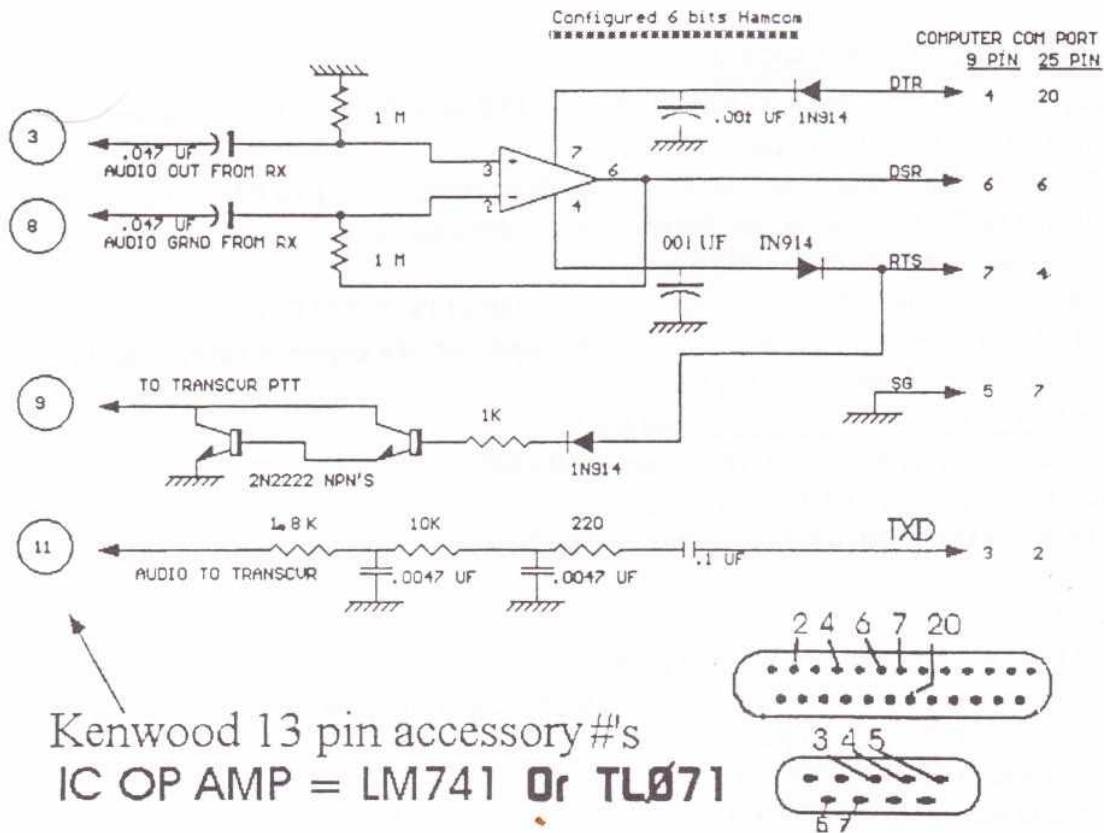 Configured 6 bits Hamcom
COMPUTER COM PORT
9 PIN 25 PIN
DTR 4 20
3
1 M
.047 UF
AUDIO OUT FROM RX
.001 UF 1N914
7
3 +
6
DSR 6 6
2 -
4
8
.047 UF
AUDIO GRND FROM RX
1 M
001 UF IN914
RTS 7 4
9
TO TRANSCVR PTT
SG 5 7
1K
1N914
2N2222 NPN'S
11
1.8K 10K 220
TXD 3 2
AUDIO TO TRANSCVR
.0047 UF .0047 UF .1 UF
2 4 6 7 20
Kenwood 13 pin accessory #'s
3 4 5
IC OP AMP = LM741 Or TLØ71
6 7